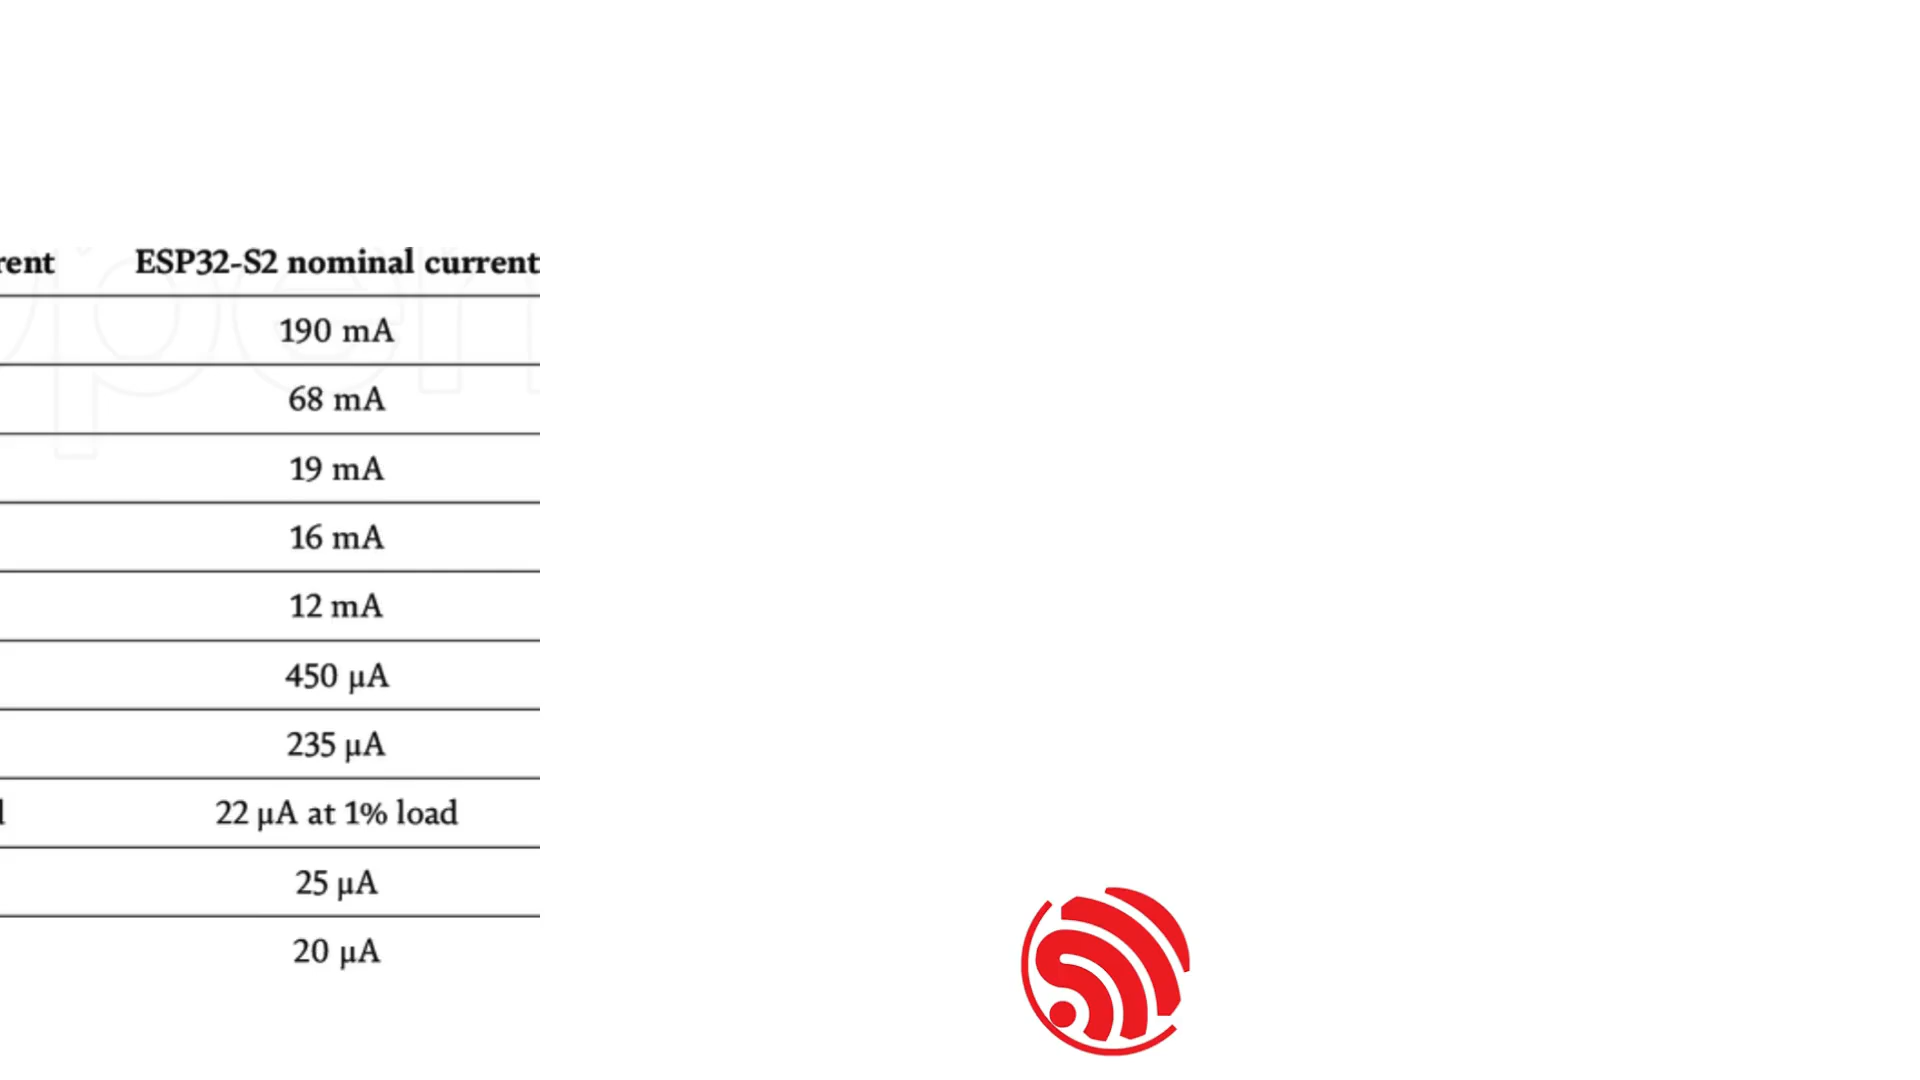 rent ESP32-S2 nominal current
190 mA
68 mA
19 mA
16 mA
12 mA
450 µA
235 µA
22 µA at 1% load
25 µA
20 µA